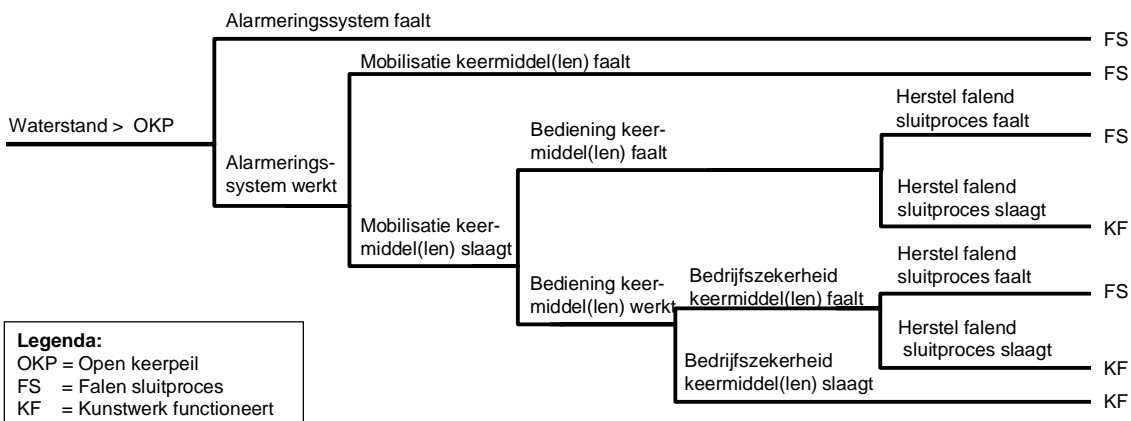 Alarmeringssysteem faalt
FS
Mobilisatie keermiddel(len) faalt
FS
Waterstand > OKP
Alarmerings-
systeem werkt
Bediening keer-
middel(len) faalt
Herstel falend
sluitproces faalt
FS
Herstel falend
sluitproces slaagt
KF
Mobilisatie keer-
middel(len) slaagt
Bediening keer-
middel(len) werkt
Bedrijfszekerheid
keermiddel(len) faalt
Herstel falend
sluitproces faalt
FS
Herstel falend
sluitproces slaagt
KF
Bedrijfszekerheid
keermiddel(len) slaagt
KF
Legenda:
OKP = Open keerpeil
FS = Falen sluitproces
KF = Kunstwerk functioneert